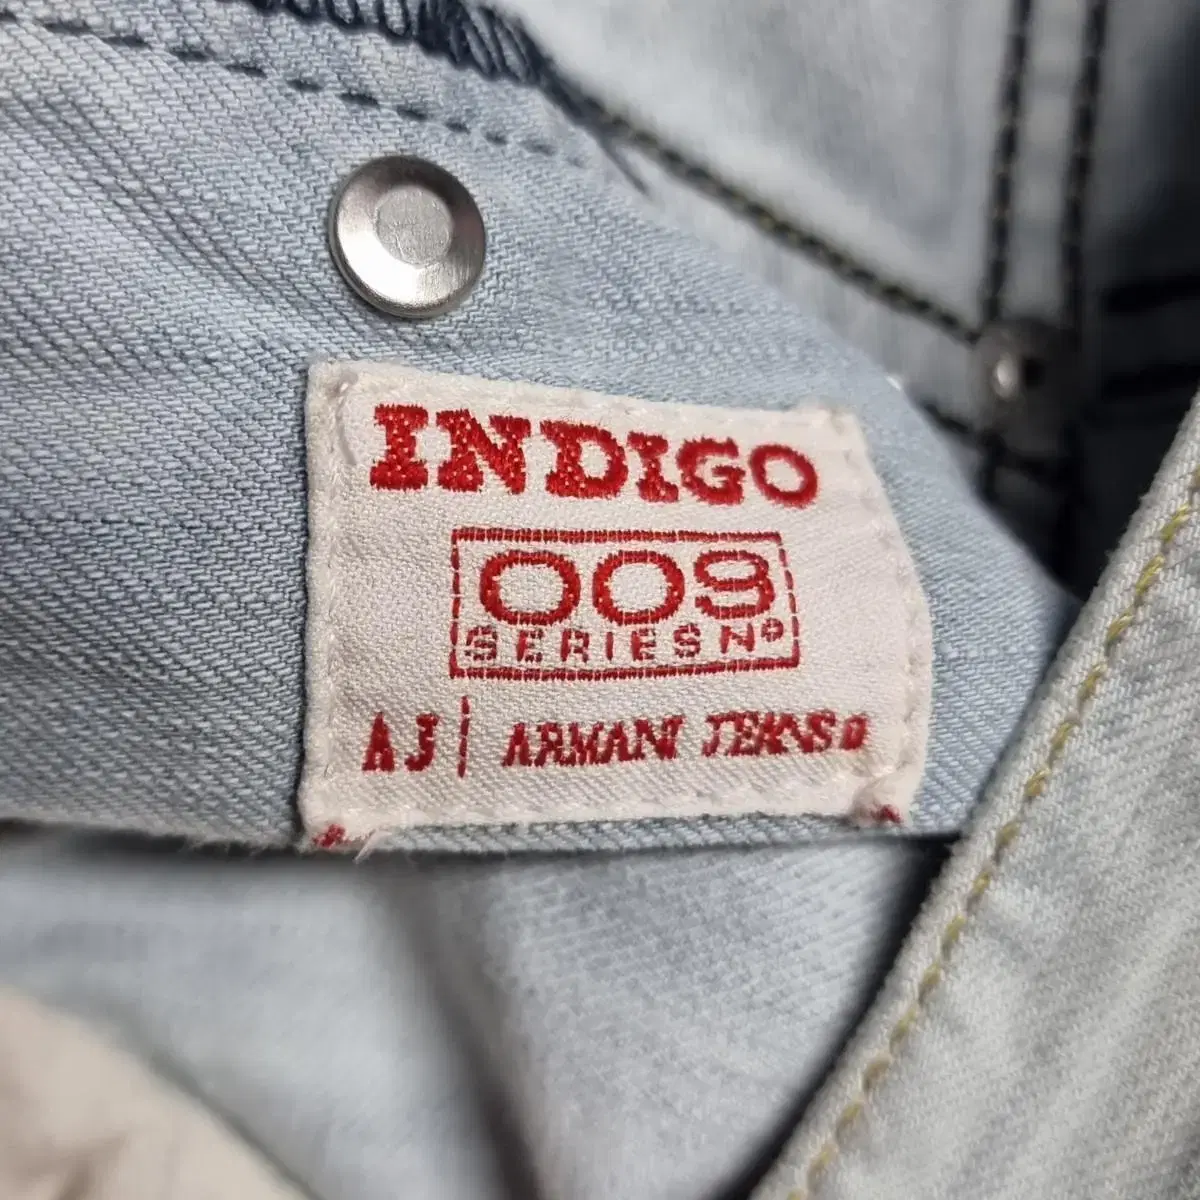 INDIGO
009
SERIES Nº
AJ | ARMANI JEANS